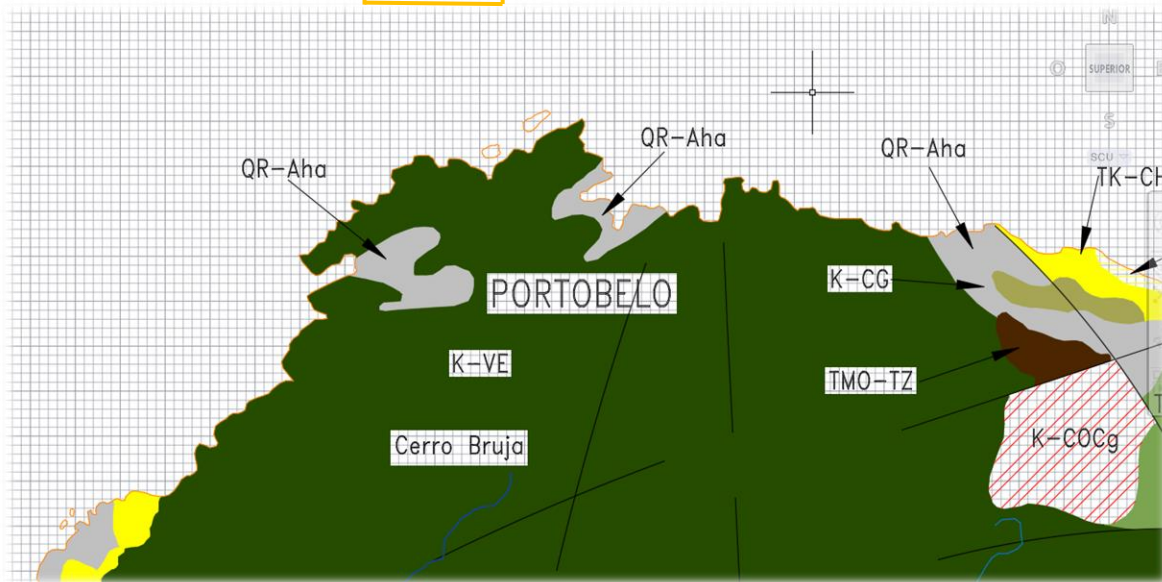 N
O
SUPERIOR
S
SCU
QR-Aha
QR-Aha
QR-Aha
TK-CH
K-CG
PORTOBELO
K-VE
TMO-TZ
Cerro Bruja
K-COCg